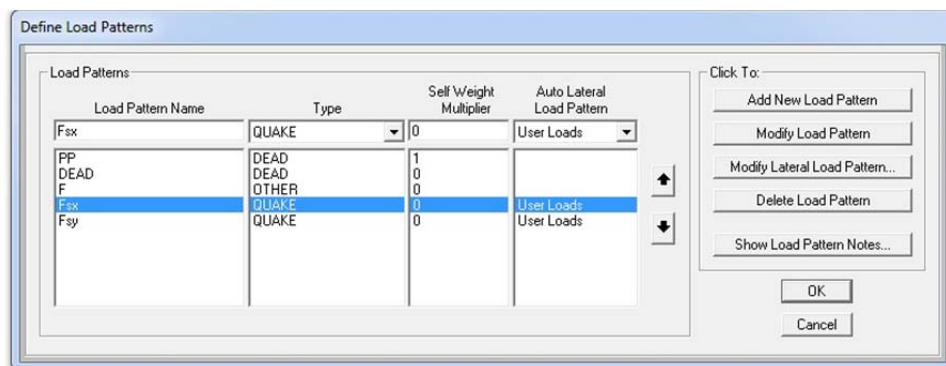 Define Load Patterns
Load Patterns
Click To:
Load Pattern Name Type Self Weight Multiplier Auto Lateral Load Pattern
Fsx QUAKE 0 User Loads
PP DEAD 1
DEAD DEAD 0
F OTHER 0
Fsx QUAKE 0 User Loads
Fsy QUAKE 0 User Loads
Add New Load Pattern
Modify Load Pattern
Modify Lateral Load Pattern...
Delete Load Pattern
Show Load Pattern Notes...
OK
Cancel